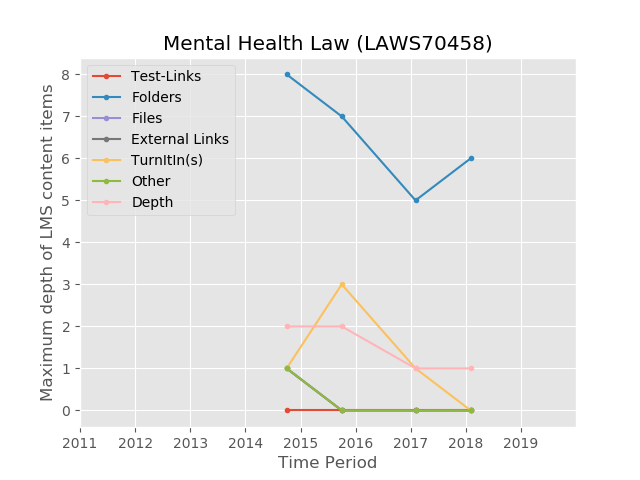 Mental Health Law (LAWS70458)
Test-Links
Folders
Files
External Links
TurnItIn(s)
Other
Depth
Maximum depth of LMS content items
8
7
6
5
4
3
2
1
0
2011 2012 2013 2014 2015 2016 2017 2018 2019
Time Period